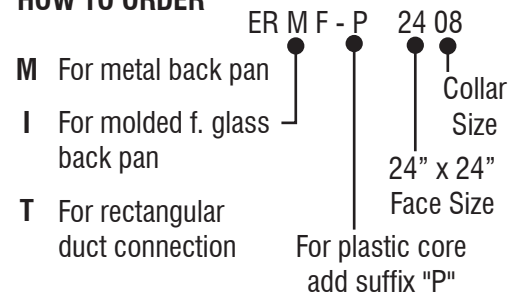 HOW TO ORDER
ER M F - P 24 08
M For metal back pan
I For molded f. glass
back pan
T For rectangular
duct connection
Collar
Size
24” x 24”
Face Size
For plastic core
add suffix "P"